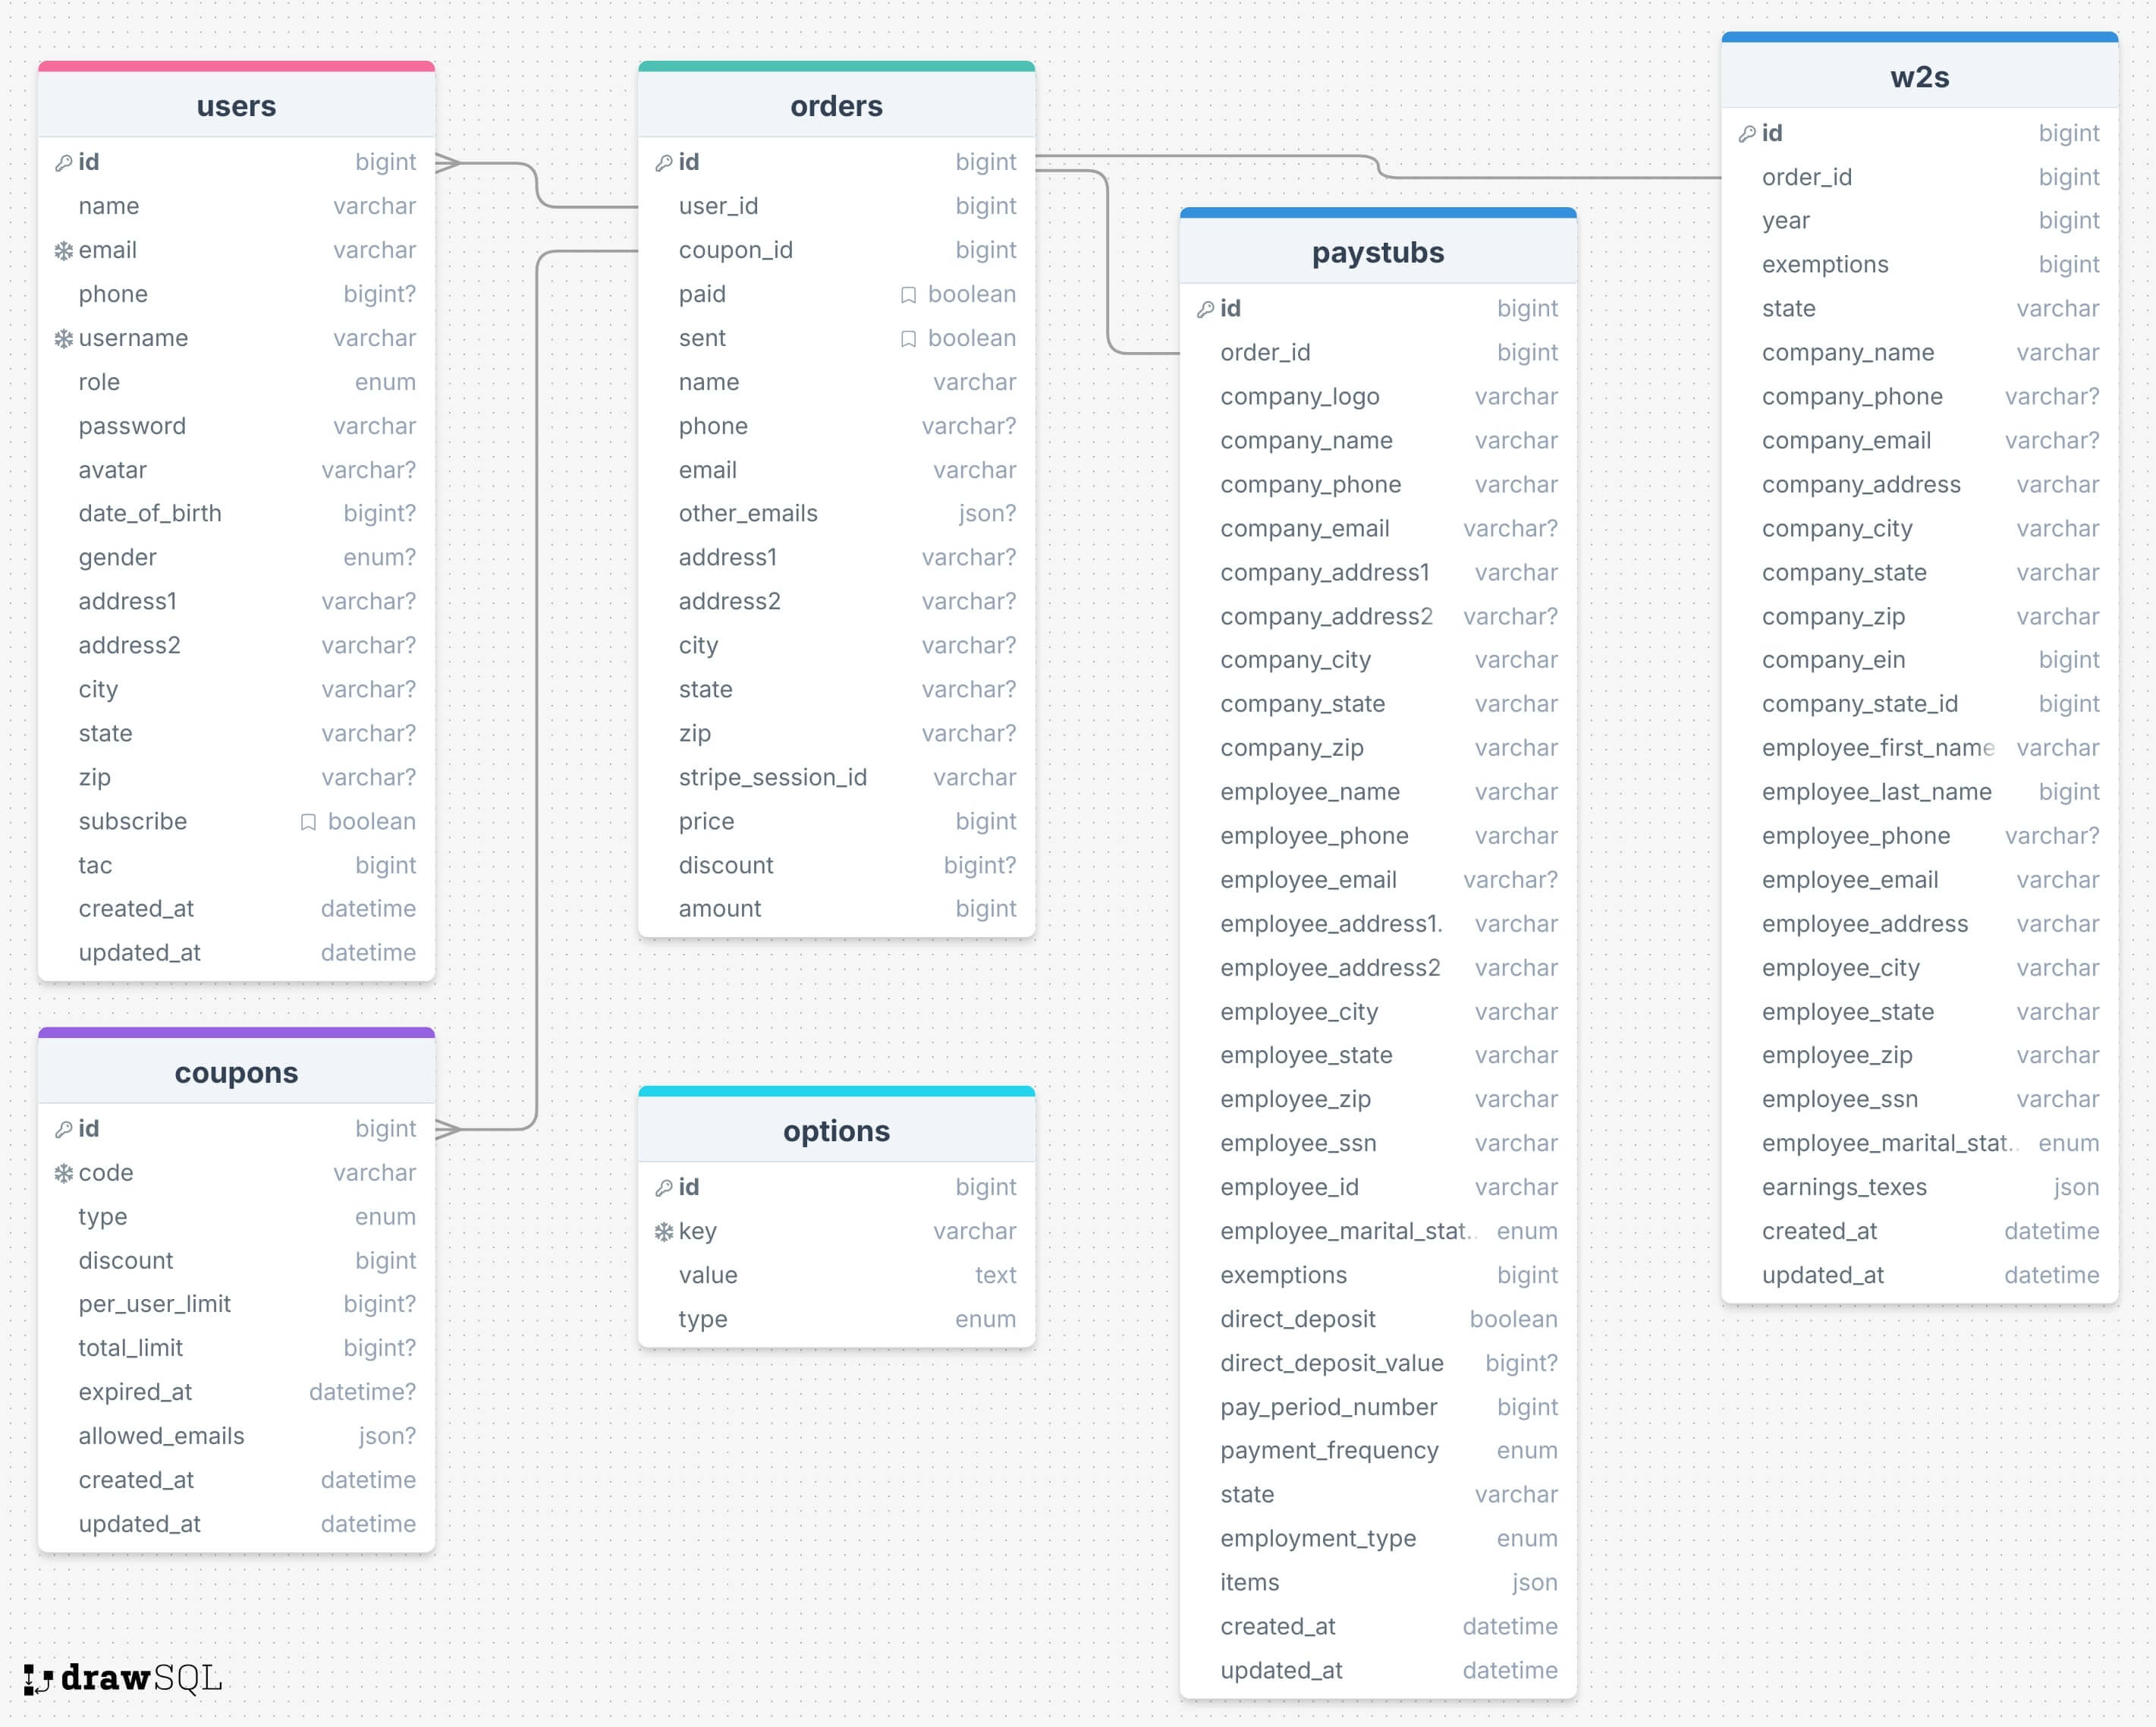 users
id bigint
name varchar
email varchar
phone bigint?
username varchar
role enum
password varchar
avatar varchar?
date_of_birth bigint?
gender enum?
address1 varchar?
address2 varchar?
city varchar?
state varchar?
zip varchar?
subscribe boolean
tac bigint
created_at datetime
updated_at datetime
coupons
id bigint
code varchar
type enum
discount bigint
per_user_limit bigint?
total_limit bigint?
expired_at datetime?
allowed_emails json?
created_at datetime
updated_at datetime
orders
id bigint
user_id bigint
coupon_id bigint
paid boolean
sent boolean
name varchar
phone varchar?
email varchar
other_emails json?
address1 varchar?
address2 varchar?
city varchar?
state varchar?
zip varchar?
stripe_session_id varchar
price bigint
discount bigint?
amount bigint
options
id bigint
key varchar
value text
type enum
paystubs
id bigint
order_id bigint
company_logo varchar
company_name varchar
company_phone varchar
company_email varchar?
company_address1 varchar
company_address2 varchar?
company_city varchar
company_state varchar
company_zip varchar
employee_name varchar
employee_phone varchar
employee_email varchar?
employee_address1. varchar
employee_address2 varchar
employee_city varchar
employee_state varchar
employee_zip varchar
employee_ssn varchar
employee_id varchar
employee_marital_stat.. enum
exemptions bigint
direct_deposit boolean
direct_deposit_value bigint?
pay_period_number bigint
payment_frequency enum
state varchar
employment_type enum
items json
created_at datetime
updated_at datetime
w2s
id bigint
order_id bigint
year bigint
exemptions bigint
state varchar
company_name varchar
company_phone varchar?
company_email varchar?
company_address varchar
company_city varchar
company_state varchar
company_zip varchar
company_ein bigint
company_state_id bigint
employee_first_name varchar
employee_last_name bigint
employee_phone varchar?
employee_email varchar
employee_address varchar
employee_city varchar
employee_state varchar
employee_zip varchar
employee_ssn varchar
employee_marital_stat.. enum
earnings_texes json
created_at datetime
updated_at datetime
drawSQL